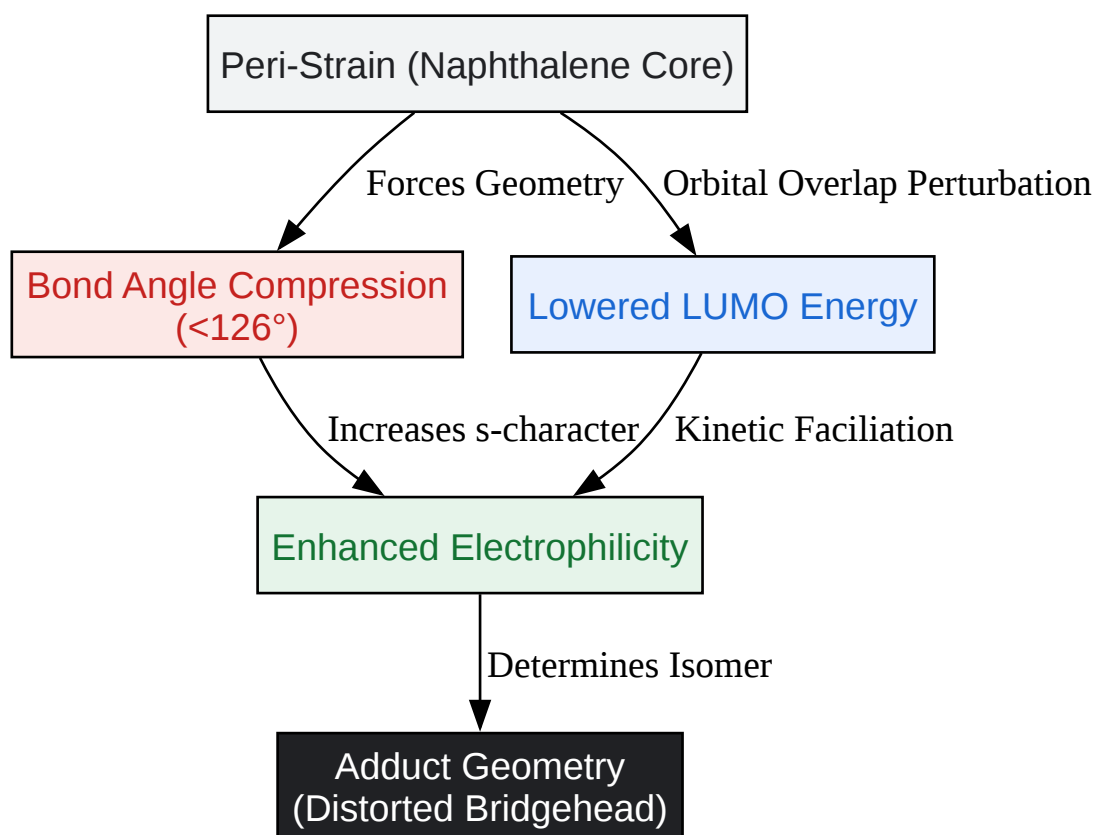 Peri-Strain (Naphthalene Core)
Forces Geometry
Orbital Overlap Perturbation
Bond Angle Compression
(<126°)
Lowered LUMO Energy
Increases s-character
Kinetic Faciliation
Enhanced Electrophilicity
Determines Isomer
Adduct Geometry
(Distorted Bridgehead)